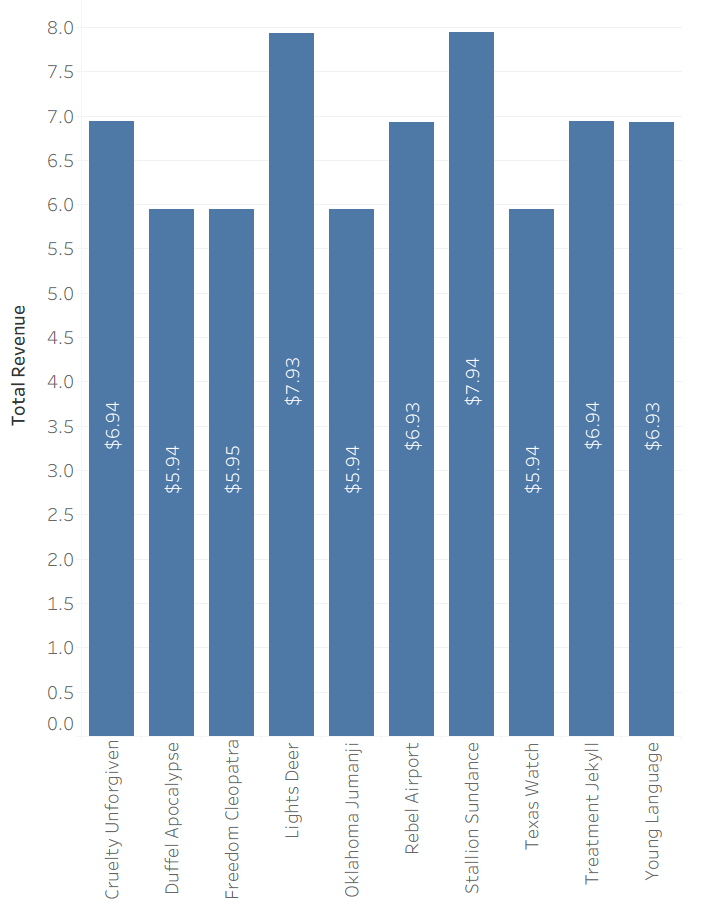 8.0
7.5
7.0
6.5
6.0
5.5
5.0
4.5
4.0
3.5
3.0
2.5
2.0
1.5
1.0
0.5
0.0
Total Revenue
$6.94
$5.94
$5.95
$7.93
$5.94
$6.93
$7.94
$5.94
$6.94
$6.93
Cruelty Unforgiven
Duffel Apocalypse
Freedom Cleopatra
Lights Deer
Oklahoma Jumanji
Rebel Airport
Stallion Sundance
Texas Watch
Treatment Jekyll
Young Language